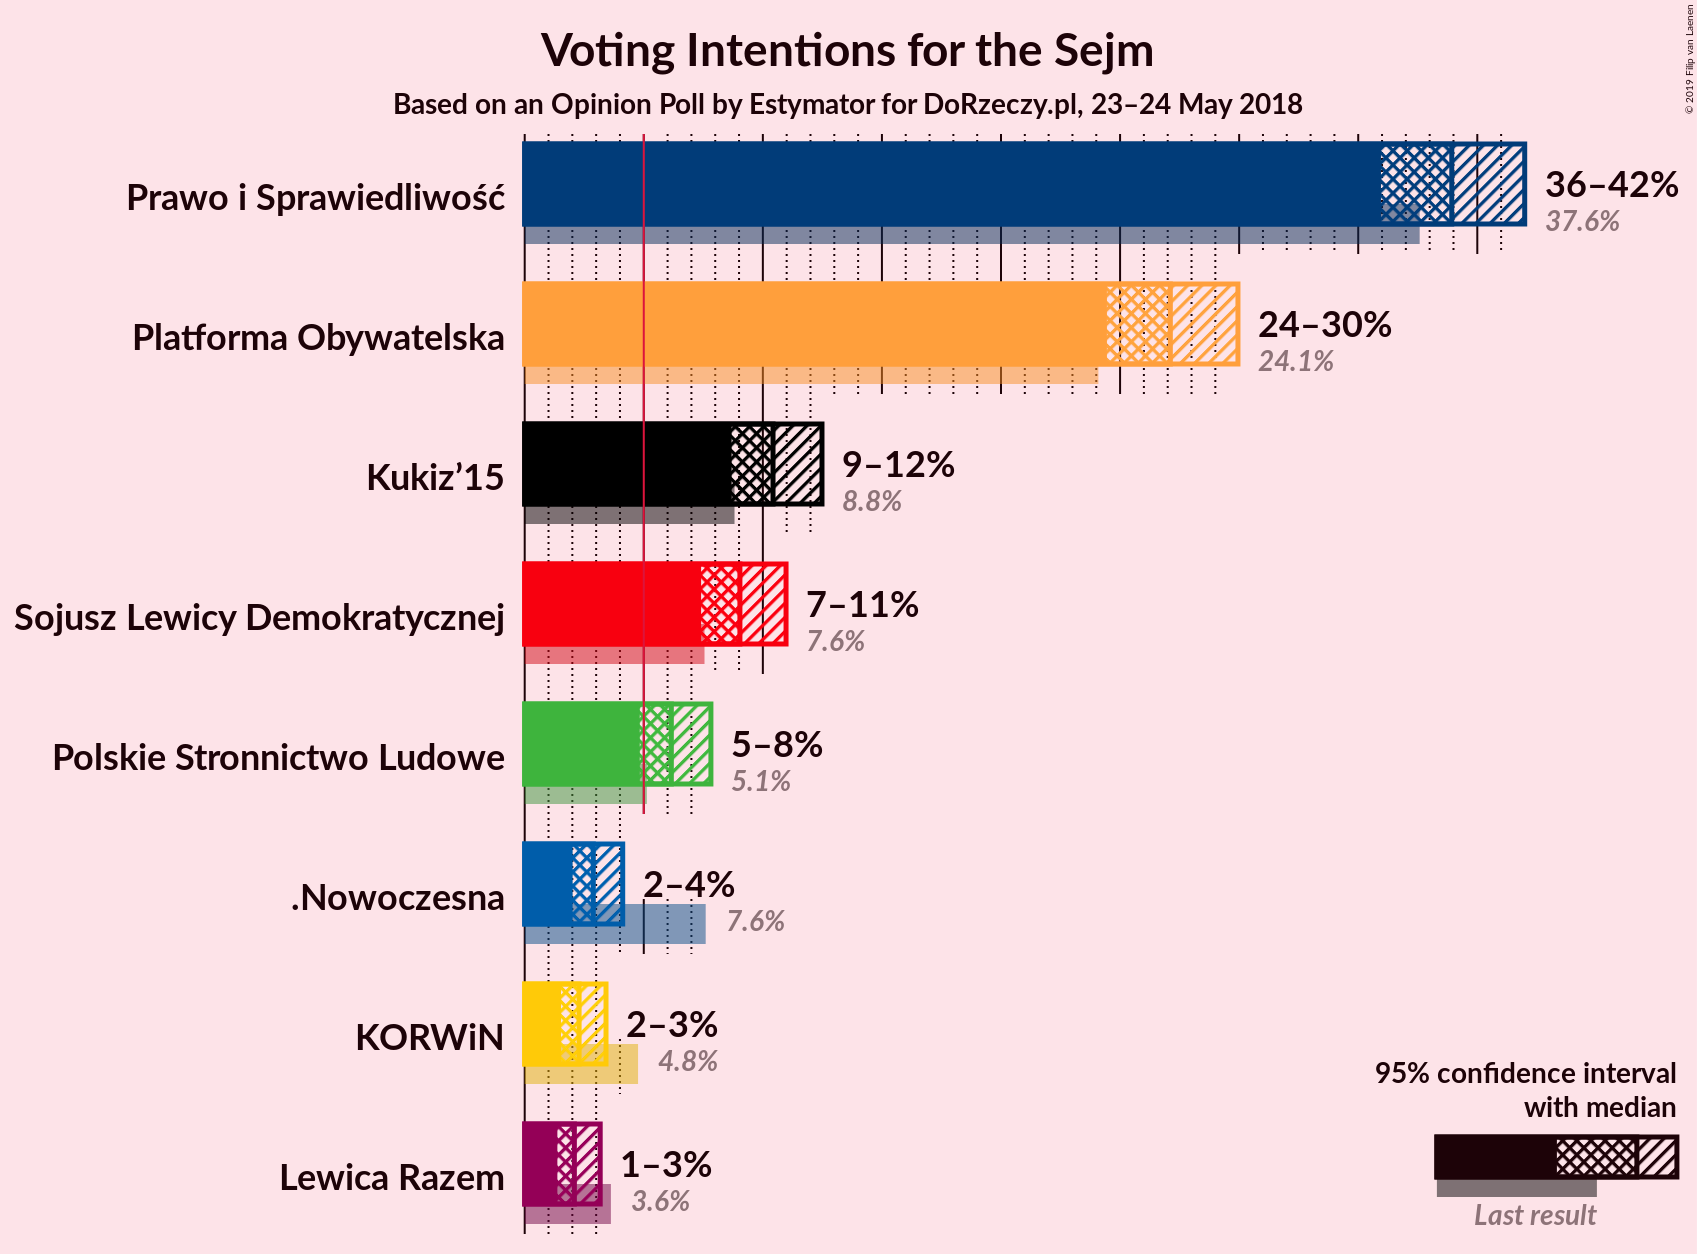 Voting Intentions for the Sejm
Based on an Opinion Poll by Estymator for DoRzeczy.pl, 23–24 May 2018
© 2019 Filip van Laenen
Prawo i Sprawiedliwość
36–42%
37.6%
Platforma Obywatelska
24–30%
24.1%
Kukiz’15
9–12%
8.8%
Sojusz Lewicy Demokratycznej
7–11%
7.6%
Polskie Stronnictwo Ludowe
5–8%
5.1%
.Nowoczesna
2–4%
7.6%
KORWiN
2–3%
4.8%
Lewica Razem
1–3%
3.6%
95% confidence interval
with median
Last result